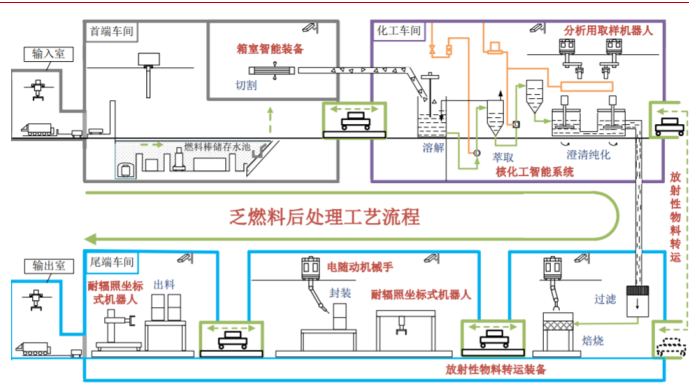 输入室
首端车间
箱室智能装备
切割
燃料棒储存水池
化工车间
分析用取样机器人
溶解
萃取
澄清纯化
核化工智能系统
放射性物料转运
乏燃料后处理工艺流程
输出室
尾端车间
耐辐照坐标
式机器人
出料
电随动机械手
封装
耐辐照坐标式机器人
过滤
焙烧
放射性物料转运装备